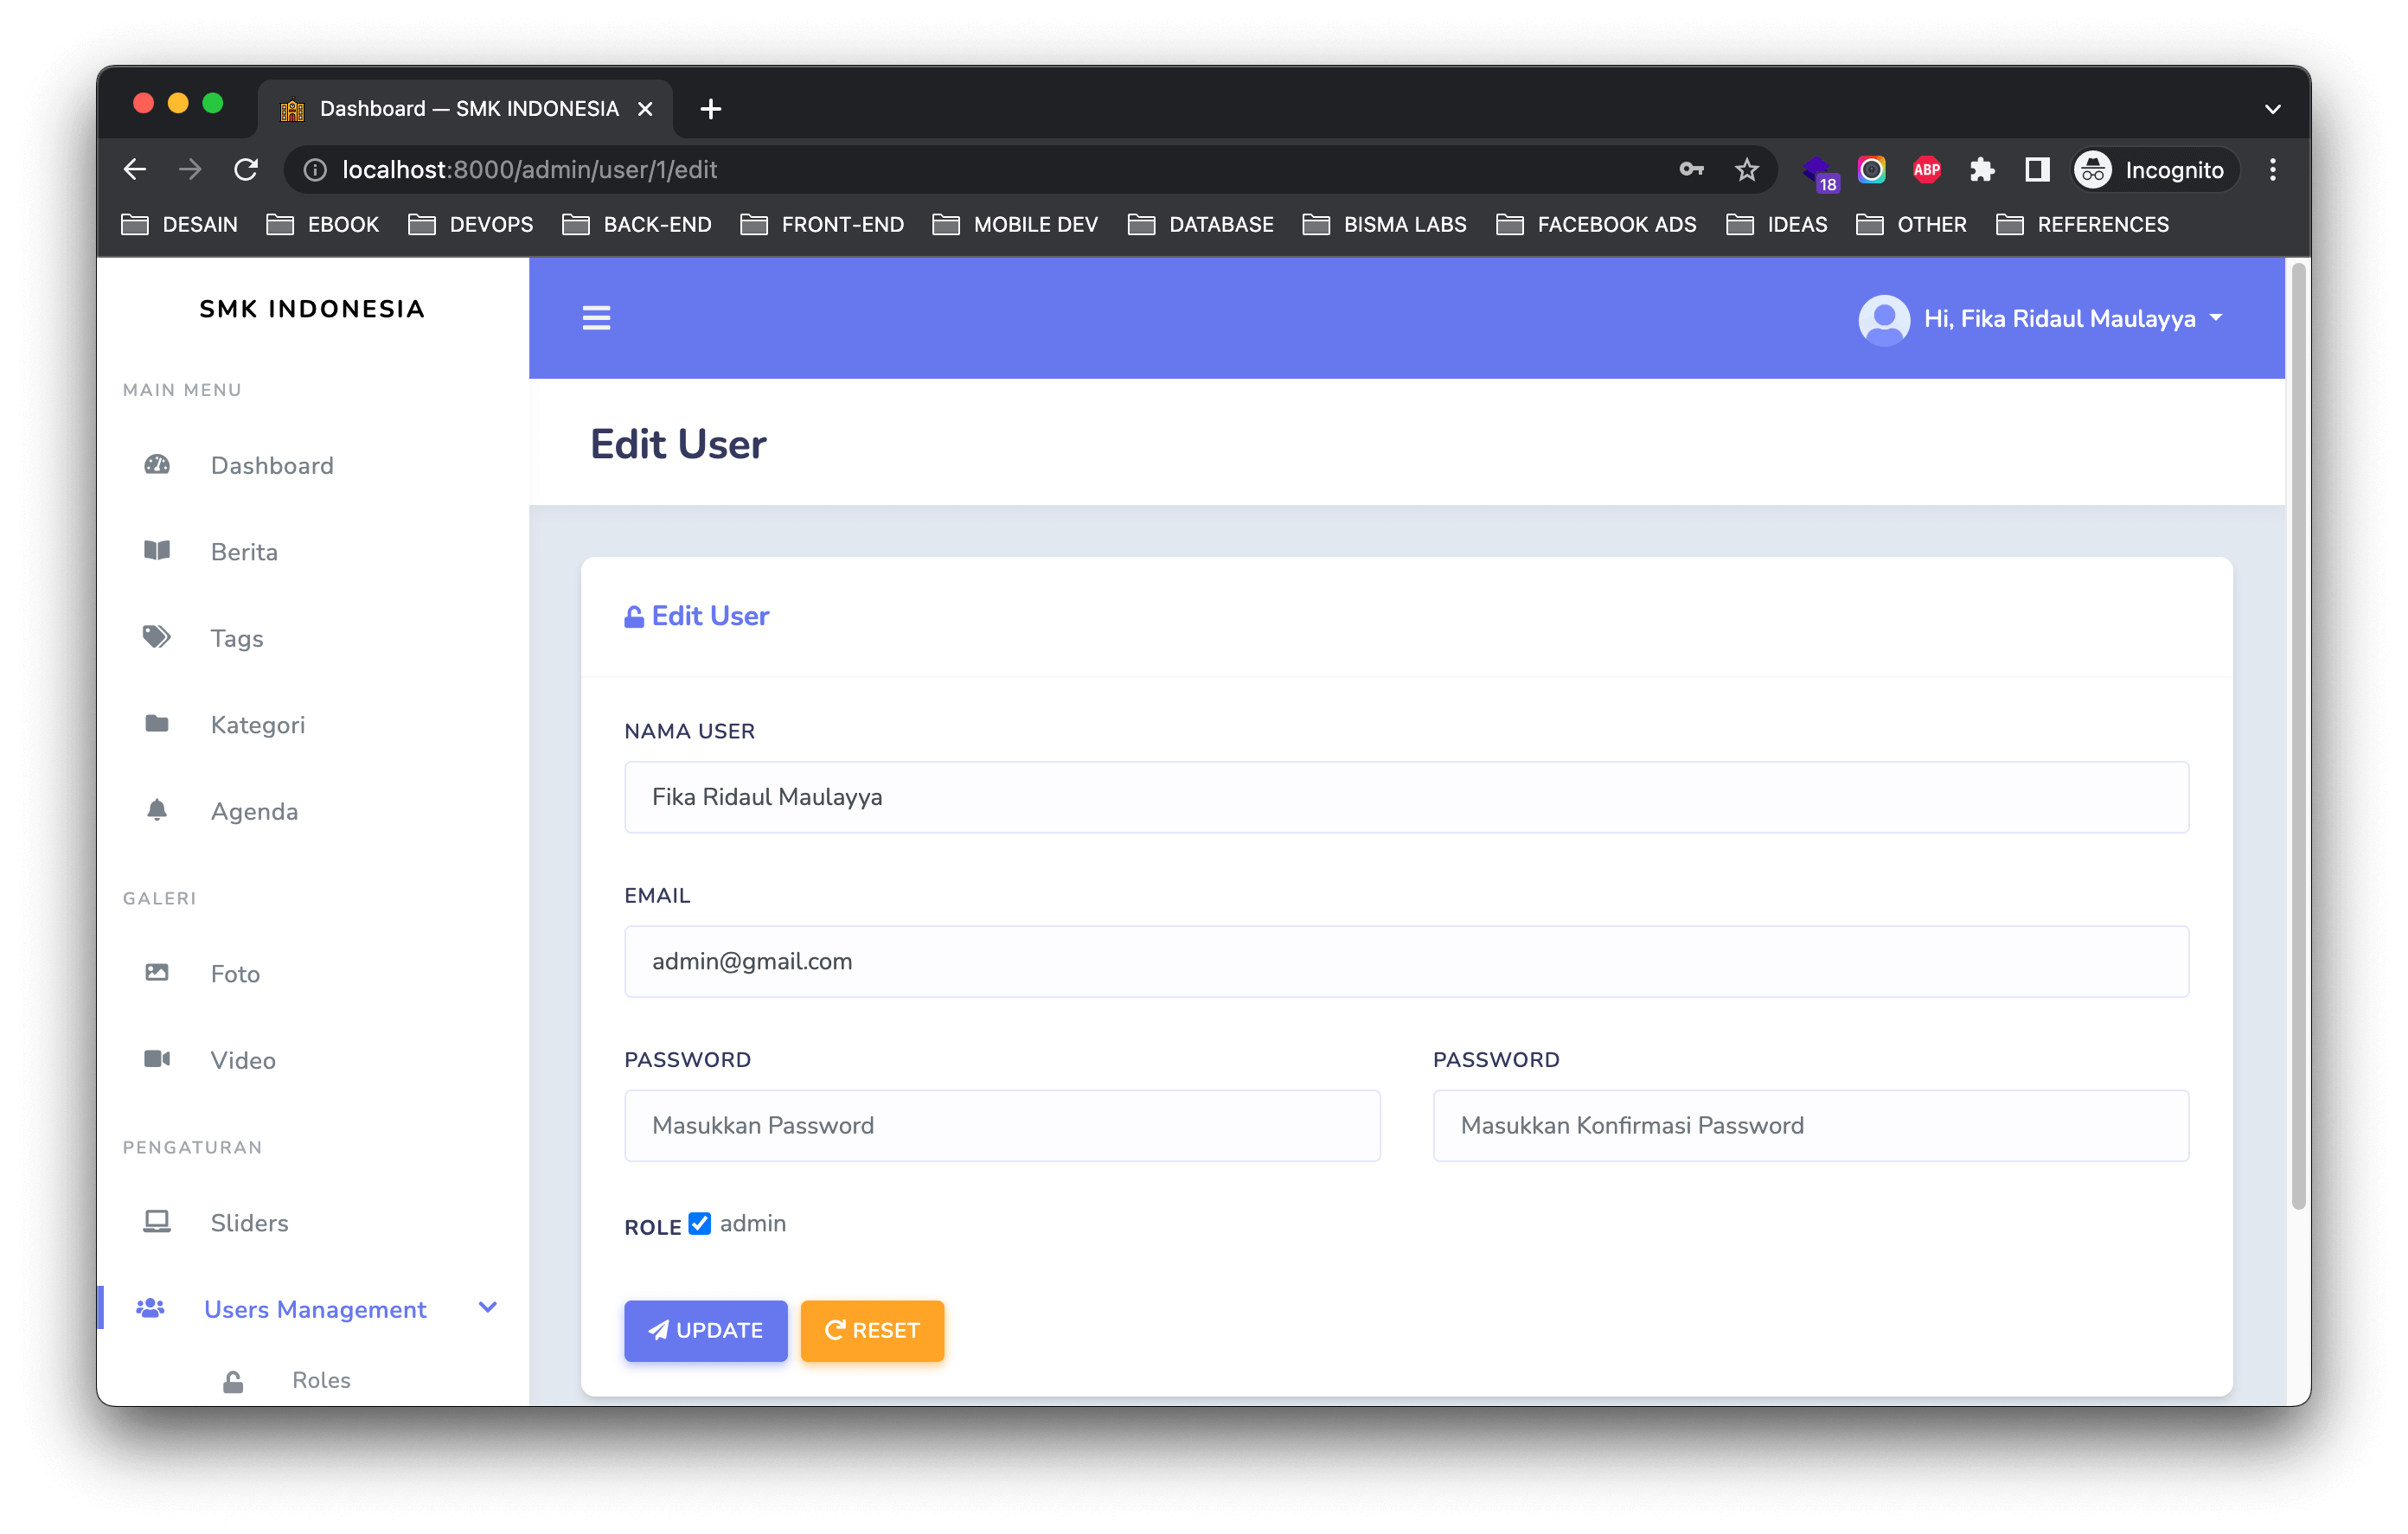 Dashboard — SMK INDONESIA
localhost:8000/admin/user/1/edit
18
ABP
Incognito
DESAIN EBOOK DEVOPS BACK-END FRONT-END MOBILE DEV DATABASE BISMA LABS FACEBOOK ADS IDEAS OTHER REFERENCES
SMK INDONESIA
Hi, Fika Ridaul Maulayya
MAIN MENU
Dashboard
Berita
Tags
Kategori
Agenda
GALERI
Foto
Video
PENGATURAN
Sliders
Users Management
Roles
Edit User
Edit User
NAMA USER
Fika Ridaul Maulayya
EMAIL
admin@gmail.com
PASSWORD
Masukkan Password
PASSWORD
Masukkan Konfirmasi Password
ROLE admin
UPDATE RESET